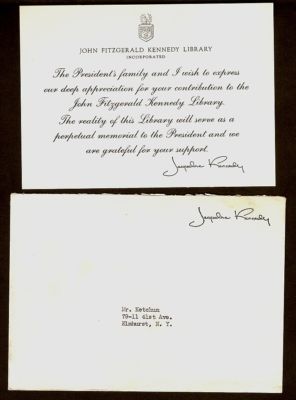 JOHN FITZGERALD KENNEDY LIBRARY
INCORPORATED
The President's family and I wish to express
our deep appreciation for your contribution to the
John Fitzgerald Kennedy Library.
The reality of this Library will serve as a
perpetual memorial to the President and we
are grateful for your support.
Jacqueline Kennedy
Jacqueline Kennedy
Mr. Ketchun
79-11 41st Ave.
Elmhurst, N. Y.